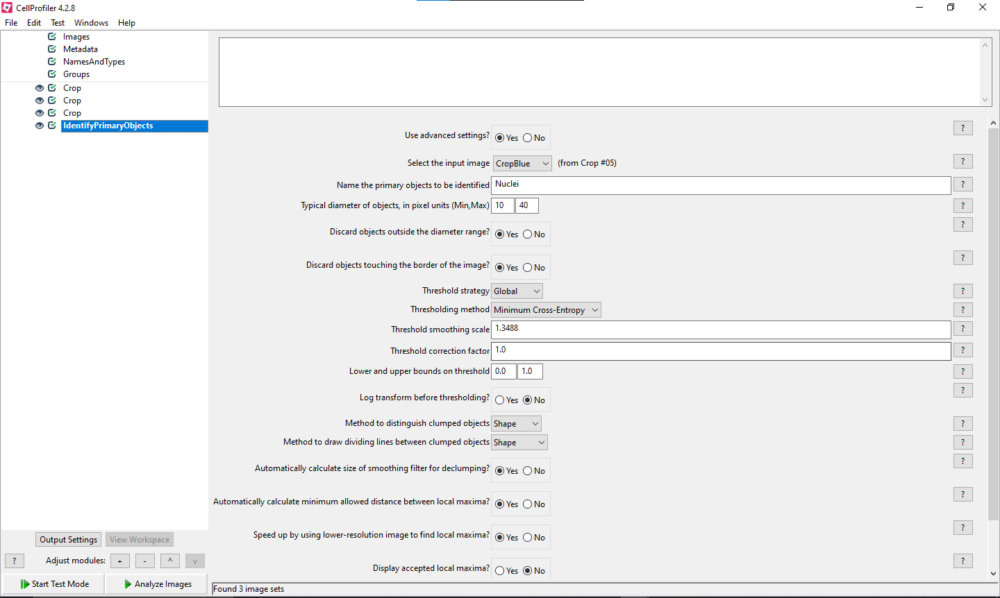 CellProfiler 4.2.8
File Edit Test Windows Help
Images
Metadata
NamesAndTypes
Groups
Crop
Crop
Crop
IdentifyPrimaryObjects
Use advanced settings? Yes No ?
Select the input image CropBlue (from Crop #05) ?
Name the primary objects to be identified Nuclei ?
Typical diameter of objects, in pixel units (Min,Max) 10 40 ?
Discard objects outside the diameter range? Yes No ?
Discard objects touching the border of the image? Yes No ?
Threshold strategy Global ?
Thresholding method Minimum Cross-Entropy ?
Threshold smoothing scale 1.3488 ?
Threshold correction factor 1.0 ?
Lower and upper bounds on threshold 0.0 1.0 ?
Log transform before thresholding? Yes No ?
Method to distinguish clumped objects Shape ?
Method to draw dividing lines between clumped objects Shape ?
Automatically calculate size of smoothing filter for declumping? Yes No ?
Automatically calculate minimum allowed distance between local maxima? Yes No ?
Speed up by using lower-resolution image to find local maxima? Yes No ?
Display accepted local maxima? Yes No ?
Output Settings View Workspace
? Adjust modules: + - ^ v
Start Test Mode Analyze Images
Found 3 image sets